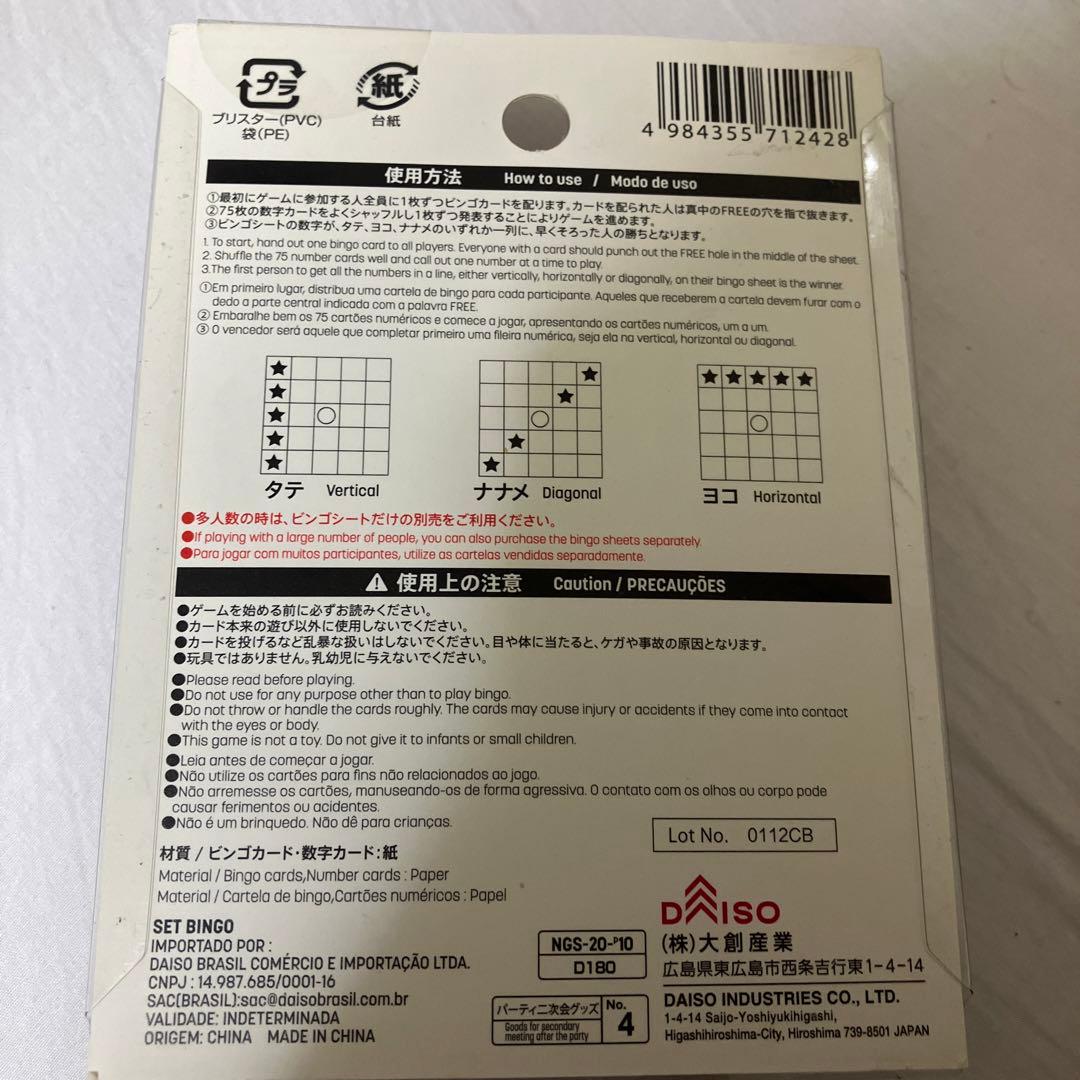 プラ
紙
ブリスター(PVC)
袋(PE)
台紙
4 984355 712428
使用方法 How to use / Modo de uso
①最初にゲームに参加する人全員に1枚ずつビンゴカードを配ります。カードを配られた人は真中のFREEの穴を指で抜きます。
②75枚の数字カードをよくシャッフルし1枚ずつ発表することによりゲームを進めます。
③ビンゴシートの数字が、タテ、ヨコ、ナナメのいずれか一列に、早くそろった人の勝ちとなります。
1. To start, hand out one bingo card to all players. Everyone with a card should punch out the FREE hole in the middle of the sheet.
2. Shuffle the 75 number cards well and call out one number at a time to play.
3.The first person to get all the numbers in a line, either vertically, horizontally or diagonally, on their bingo sheet is the winner.
①Em primeiro lugar, distribua uma cartela de bingo para cada participante. Aqueles que receberem a cartela devem furar com o
dedo a parte central indicada com a palavra FREE.
② Embaralhe bem os 75 cartões numéricos e comece a jogar, apresentando os cartões numéricos, um a um.
③ O vencedor será aquele que completar primeiro uma fileira numérica, seja ela na vertical, horizontal ou diagonal.
タテ Vertical
ナナメ Diagonal
ヨコ Horizontal
●多人数の時は、ビンゴシートだけの別売をご利用ください。
●If playing with a large number of people, you can also purchase the bingo sheets separately.
●Para jogar com muitos participantes, utilize as cartelas vendidas separadamente.
使用上の注意 Caution / PRECAUÇÕES
●ゲームを始める前に必ずお読みください。
●カード本来の遊び以外に使用しないでください。
●カードを投げるなど乱暴な扱いはしないでください。目や体に当たると、ケガや事故の原因となります。
●玩具ではありません。乳幼児に与えないでください。
●Please read before playing.
●Do not use for any purpose other than to play bingo.
●Do not throw or handle the cards roughly. The cards may cause injury or accidents if they come into contact
with the eyes or body.
●This game is not a toy. Do not give it to infants or small children.
●Leia antes de começar a jogar.
●Não utilize os cartões para fins não relacionados ao jogo.
●Não arremesse os cartões, manuseando-os de forma agressiva. O contato com os olhos ou corpo pode
causar ferimentos ou acidentes.
●Não é um brinquedo. Não dê para crianças.
Lot No. 0112CB
材質 / ビンゴカード・数字カード:紙
Material / Bingo cards,Number cards : Paper
Material / Cartela de bingo,Cartões numéricos : Papel
SET BINGO
IMPORTADO POR :
DAISO BRASIL COMÉRCIO E IMPORTAÇÃO LTDA.
CNPJ : 14.987.685/0001-16
SAC(BRASIL):sac@daisobrasil.com.br
VALIDADE: INDETERMINADA
ORIGEM: CHINA MADE IN CHINA
NGS-20-P10
D180
パーティ二次会グッズ
Goods for secondary
meeting after the party
No.
4
DAISO
(株)大創産業
広島県東広島市西条吉行東1-4-14
DAISO INDUSTRIES CO., LTD.
1-4-14 Saijo-Yoshiyukihigashi,
Higashihiroshima-City, Hiroshima 739-8501 JAPAN